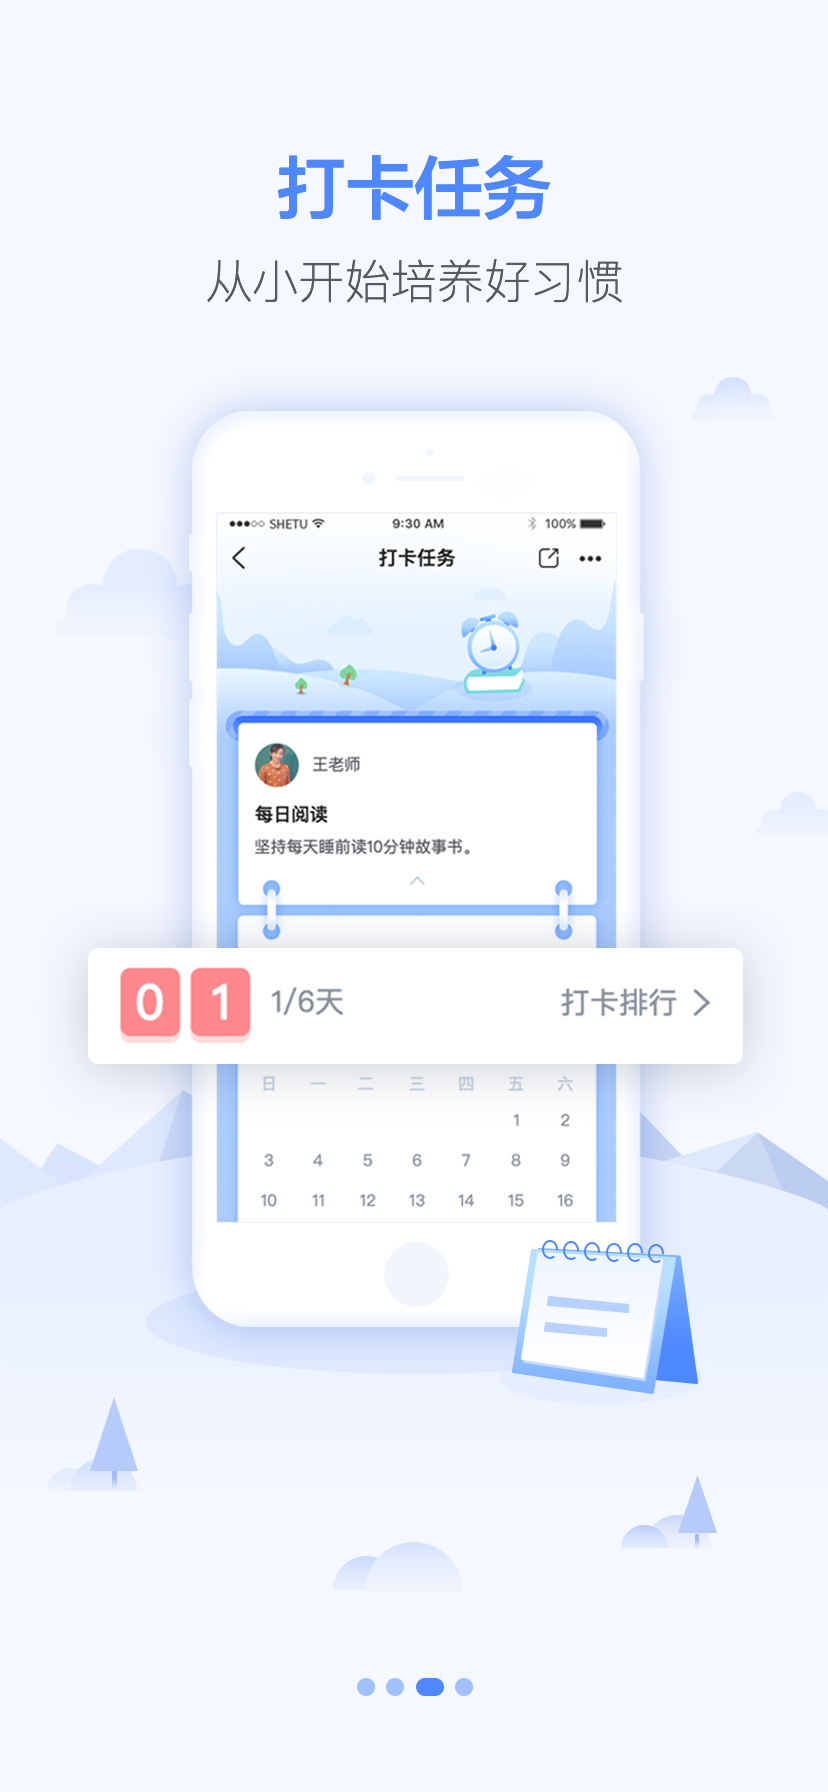 打卡任务
从小开始培养好习惯
SHETU 9:30 AM 100%
打卡任务
王老师
每日阅读
坚持每天睡前读10分钟故事书。
0 1 1/6天 打卡排行
日 一 二 三 四 五 六
1 2
3 4 5 6 7 8 9
10 11 12 13 14 15 16